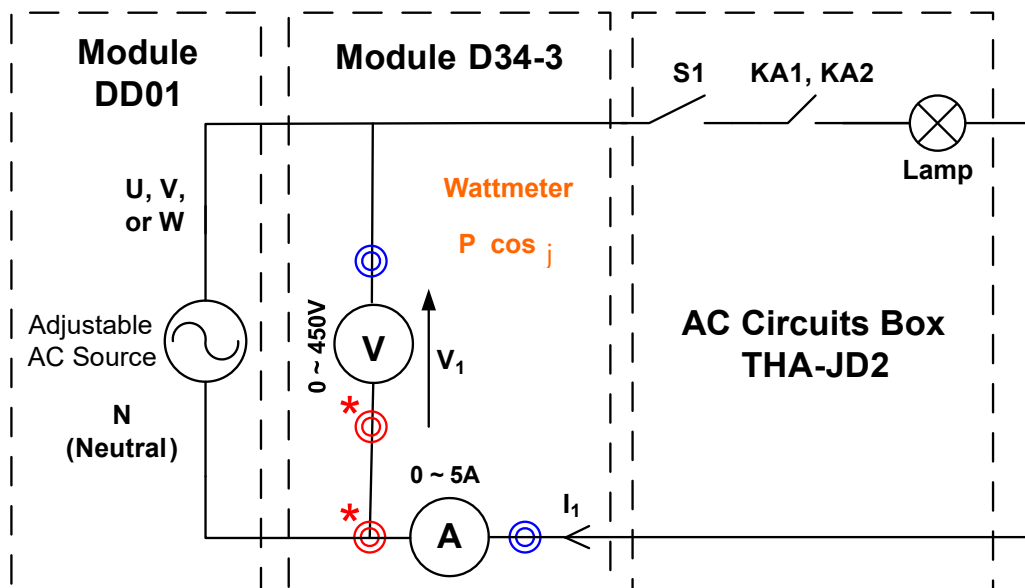 Module
DD01
Module D34-3
S1
KA1, KA2
Lamp
U, V,
or W
Wattmeter
P cos j
Adjustable
AC Source
0 ~ 450V
V
V1
AC Circuits Box
THA-JD2
N
(Neutral)
*
0 ~ 5A
*
A
I1